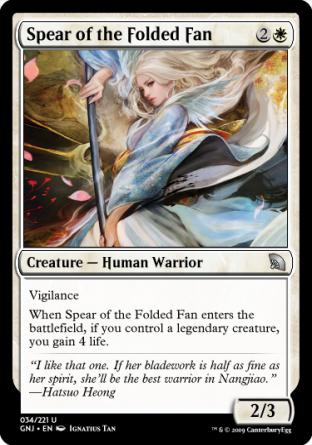 Spear of the Folded Fan 2
Creature — Human Warrior
Vigilance
When Spear of the Folded Fan enters the
battlefield, if you control a legendary creature,
you gain 4 life.
“I like that one. If her bladework is half as fine as
her spirit, she’ll be the best warrior in Nangjiao.”
—Hatsuo Heong
2/3
034/221 U
GNJ • EN Ignatius Tan
™ & © 2019 CanterburyEgg